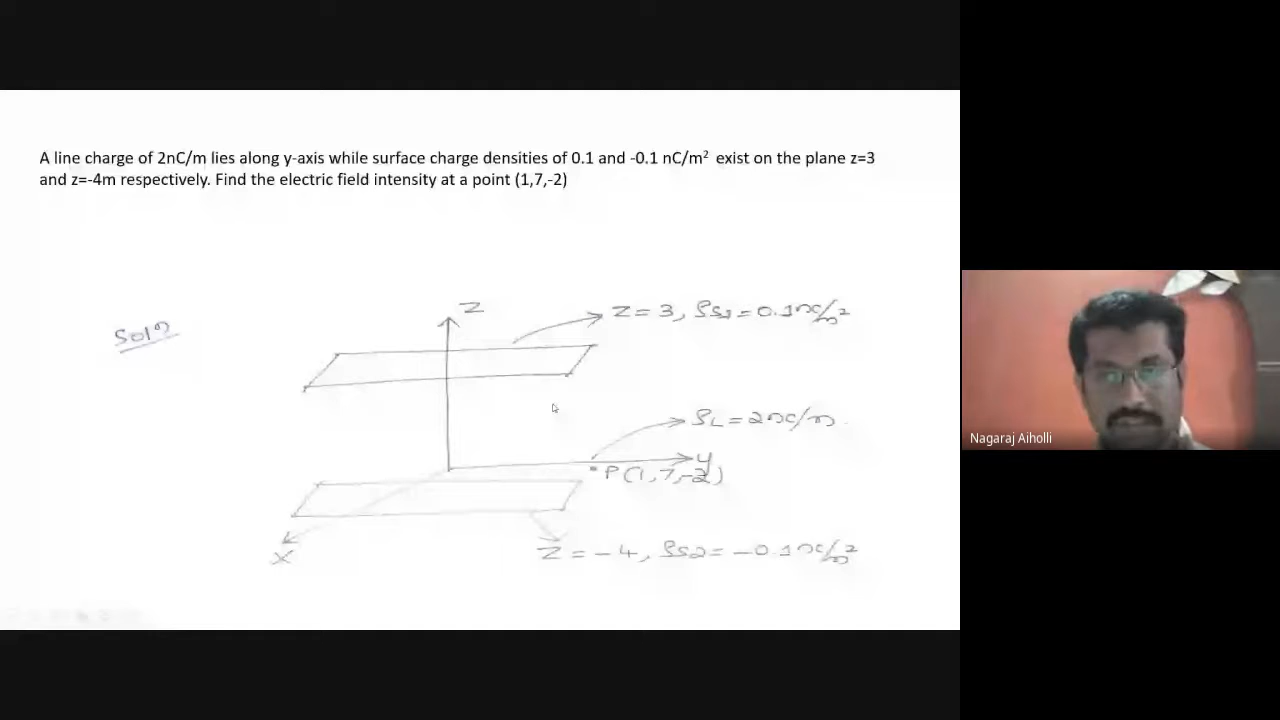 A line charge of 2nC/m lies along y-axis while surface charge densities of 0.1 and -0.1 nC/m² exist on the plane z=3
and z=-4m respectively. Find the electric field intensity at a point (1,7,-2)
Z
Z = 3, ρs1 = 0.1nC/m²
Soln
ρL = 2nC/m
Y
P(1,7,-2)
Nagaraj Aiholli
X
Z = -4, ρs2 = -0.1nC/m²